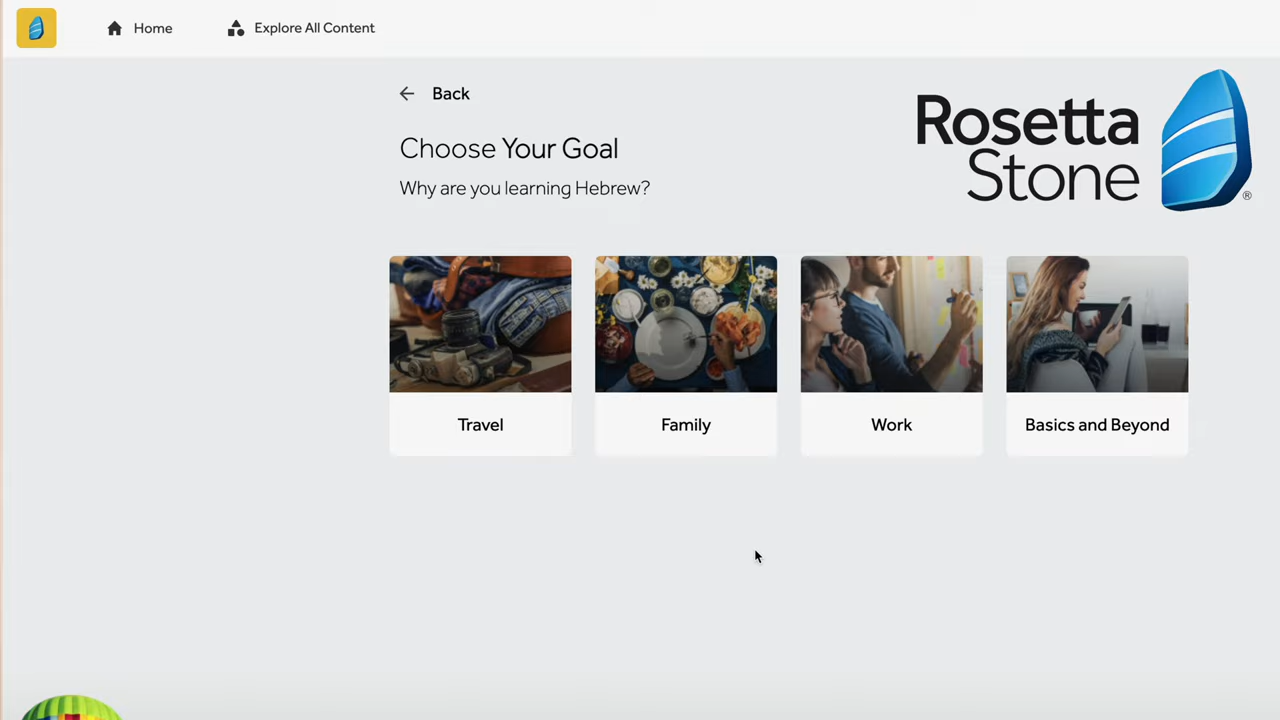 Home
Explore All Content
Back
Rosetta
Stone
®
Choose Your Goal
Why are you learning Hebrew?
Travel
Family
Work
Basics and Beyond